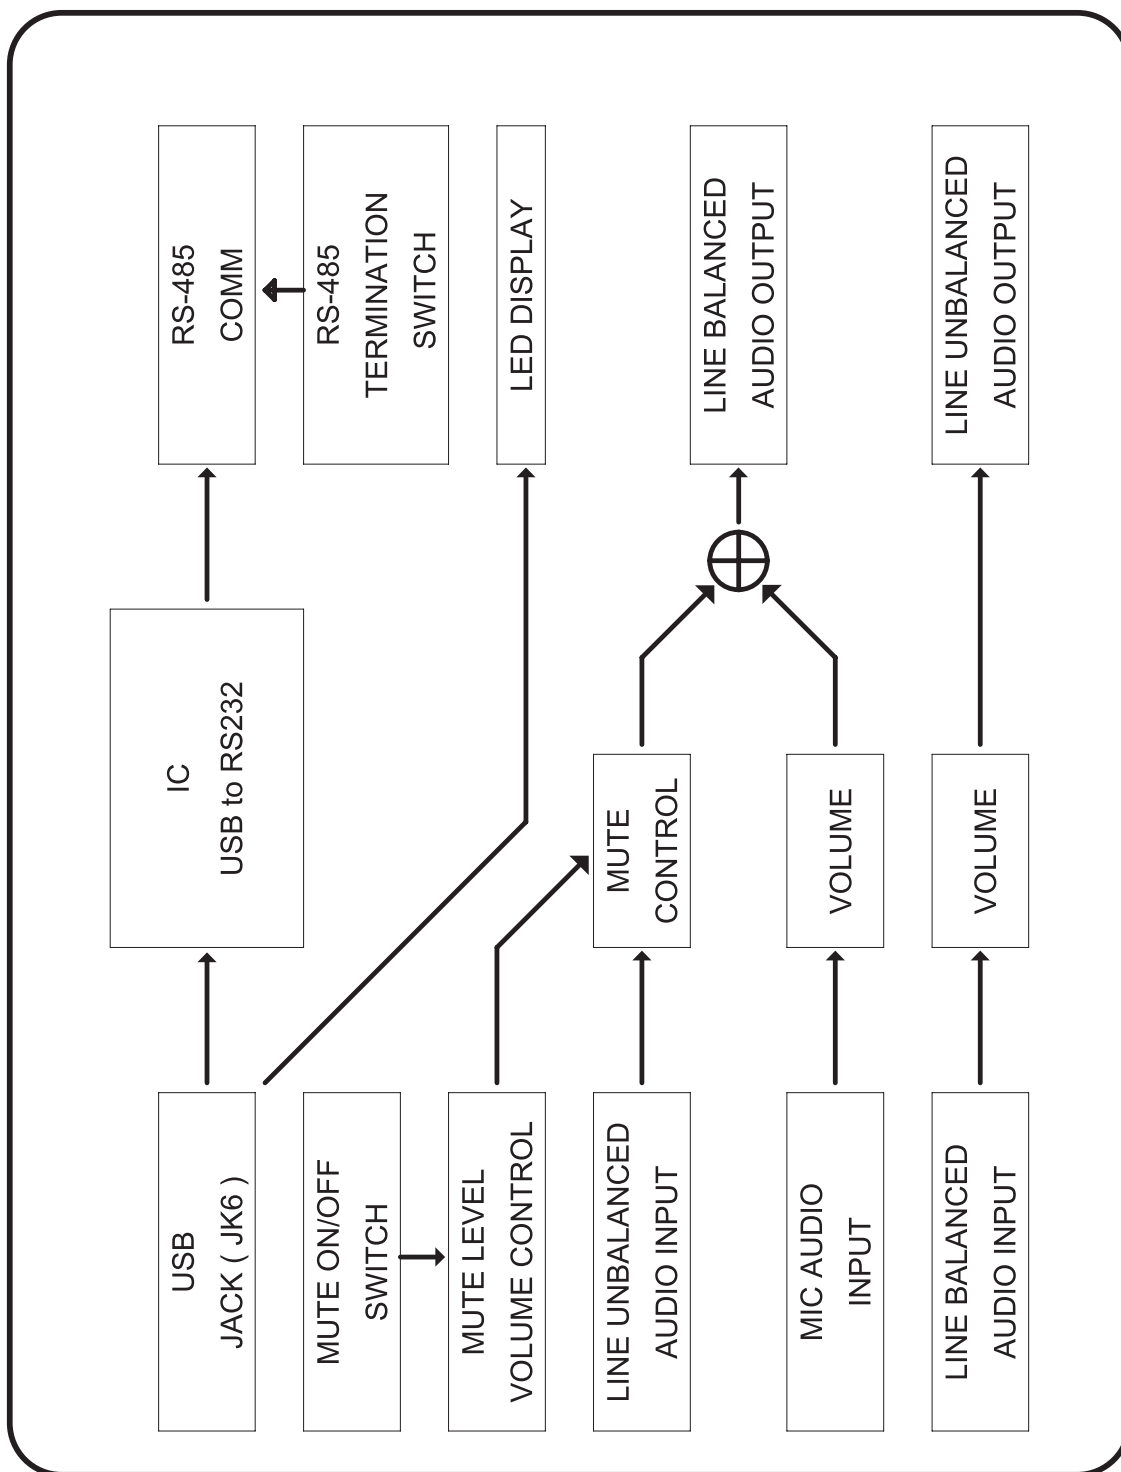 USB
JACK ( JK6 )
IC
USB to RS232
RS-485
COMM
MUTE ON/OFF
SWITCH
RS-485
TERMINATION
SWITCH
MUTE LEVEL
VOLUME CONTROL
LED DISPLAY
LINE UNBALANCED
AUDIO INPUT
MUTE
CONTROL
LINE BALANCED
AUDIO OUTPUT
MIC AUDIO
INPUT
VOLUME
LINE BALANCED
AUDIO INPUT
VOLUME
LINE UNBALANCED
AUDIO OUTPUT